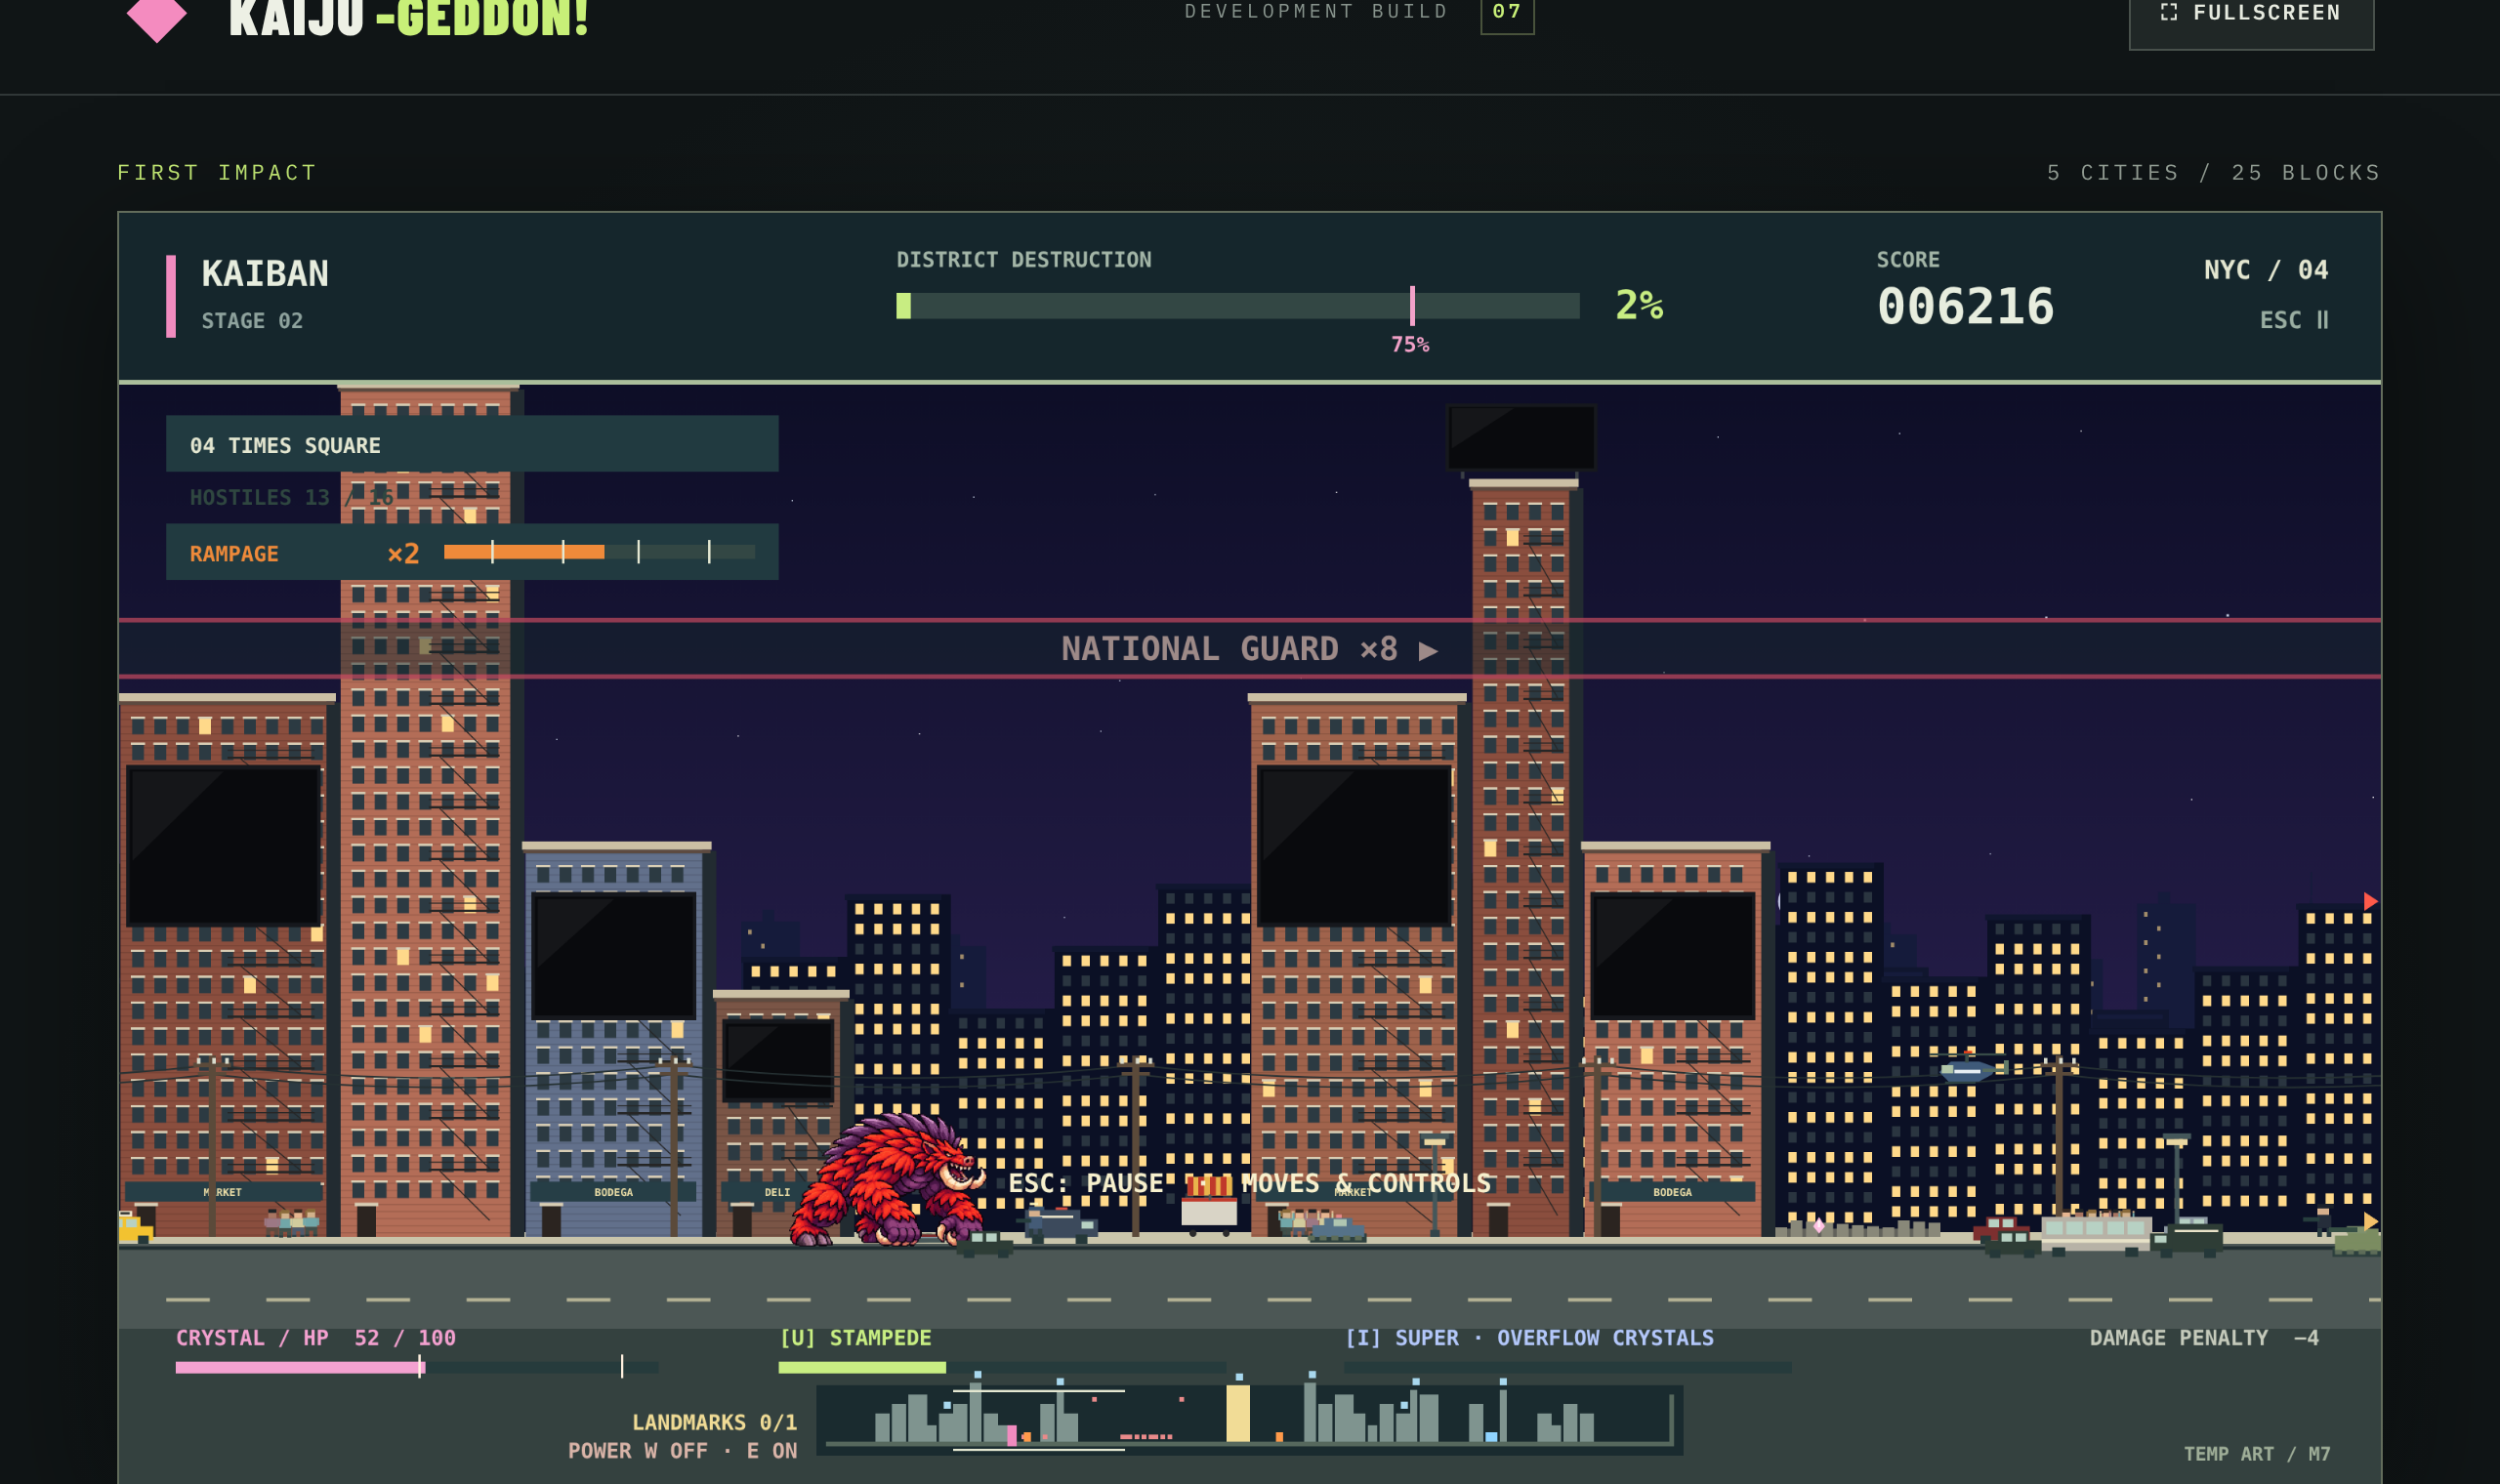 KAIJU-GEDDON!
DEVELOPMENT BUILD 07
FULLSCREEN
FIRST IMPACT
5 CITIES / 25 BLOCKS
KAIBAN
STAGE 02
DISTRICT DESTRUCTION
2%
75%
SCORE
006216
NYC / 04
ESC II
04 TIMES SQUARE
HOSTILES 13 / 16
RAMPAGE ×2
NATIONAL GUARD ×8 ▶
ESC: PAUSE MOVES & CONTROLS
MARKET
BODEGA
DELI
MARKET
BODEGA
CRYSTAL / HP 52 / 100
[U] STAMPEDE
[I] SUPER · OVERFLOW CRYSTALS
DAMAGE PENALTY −4
LANDMARKS 0/1
POWER W OFF · E ON
TEMP ART / M7